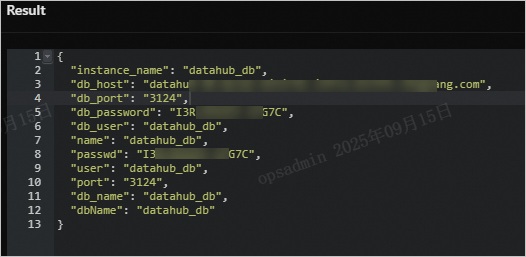 Result
1 {
2 "instance_name": "datahub_db",
3 "db_host": "datahu ang.com",
4 "db_port": "3124",
5 "db_password": "I3R G7C",
6 "db_user": "datahub_db",
7 "name": "datahub_db",
8 "passwd": "I3 G7C",
9 "user": "datahub_db",
10 "port": "3124",
11 "db_name": "datahub_db",
12 "dbName": "datahub_db"
13 }
月15日
opsadmin 2025年09月15日